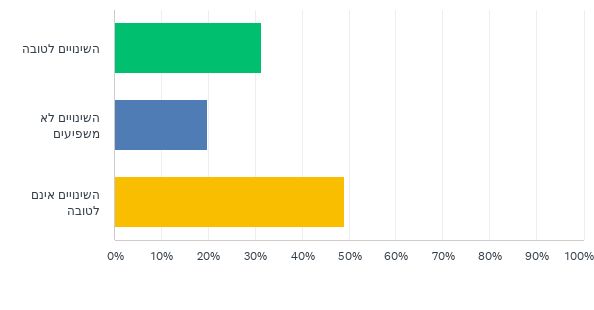 השינויים לטובה
השינויים לא
משפיעים
השינויים אינם
לטובה
0% 10% 20% 30% 40% 50% 60% 70% 80% 90% 100%